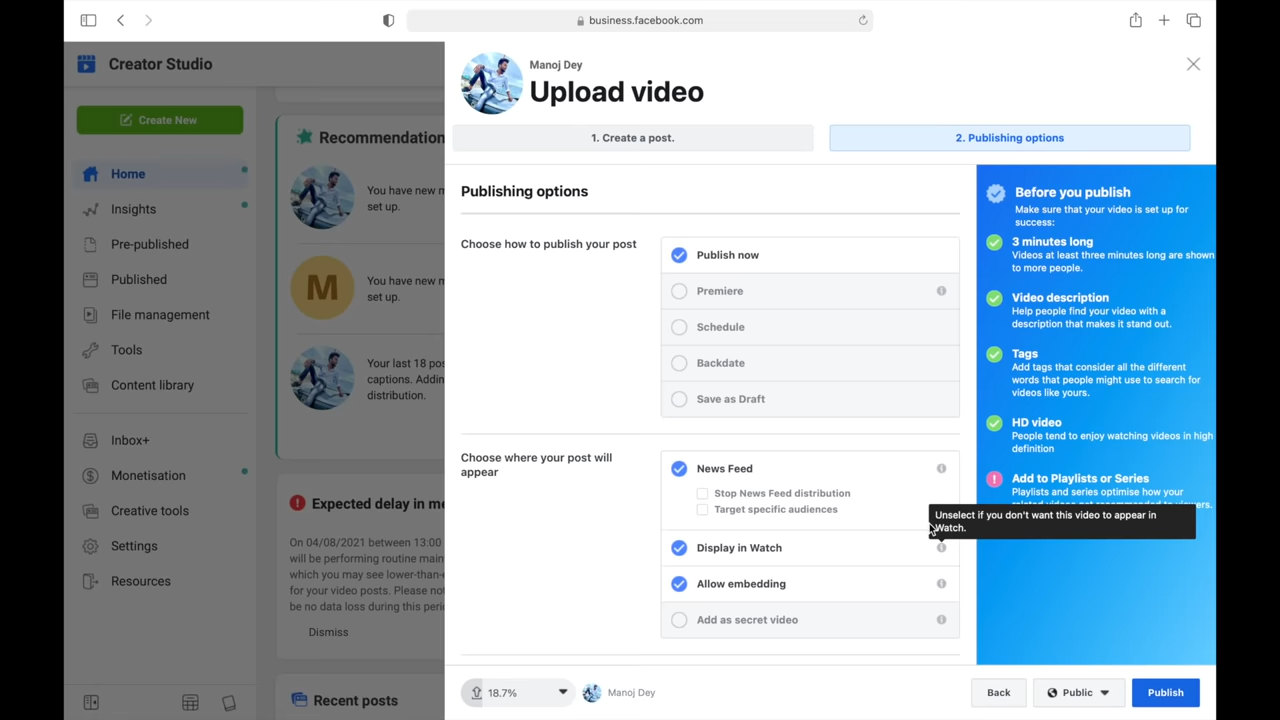 business.facebook.com
Creator Studio
Create New
Home
Insights
Pre-published
Published
File management
Tools
Content library
Inbox+
Monetisation
Creative tools
Settings
Resources
Recommendation
You have new m
set up.
M
You have new m
set up.
Your last 18 pos
captions. Addin
distribution.
Expected delay in me
On 04/08/2021 between 13:00
will be performing routine main
which you may see lower-than-e
for your video posts. Please not
be no data loss during this peri
Dismiss
Recent posts
Manoj Dey
Upload video
1. Create a post.
2. Publishing options
Publishing options
Choose how to publish your post
Publish now
Premiere
Schedule
Backdate
Save as Draft
Choose where your post will
appear
News Feed
Stop News Feed distribution
Target specific audiences
Display in Watch
Allow embedding
Add as secret video
Before you publish
Make sure that your video is set up for
success:
3 minutes long
Videos at least three minutes long are shown
to more people.
Video description
Help people find your video with a
description that makes it stand out.
Tags
Add tags that consider all the different
words that people might use to search for
videos like yours.
HD video
People tend to enjoy watching videos in high
definition
Add to Playlists or Series
Playlists and series optimise how your
Unselect if you don't want this video to appear in
Watch.
18.7%
Manoj Dey
Back
Public
Publish